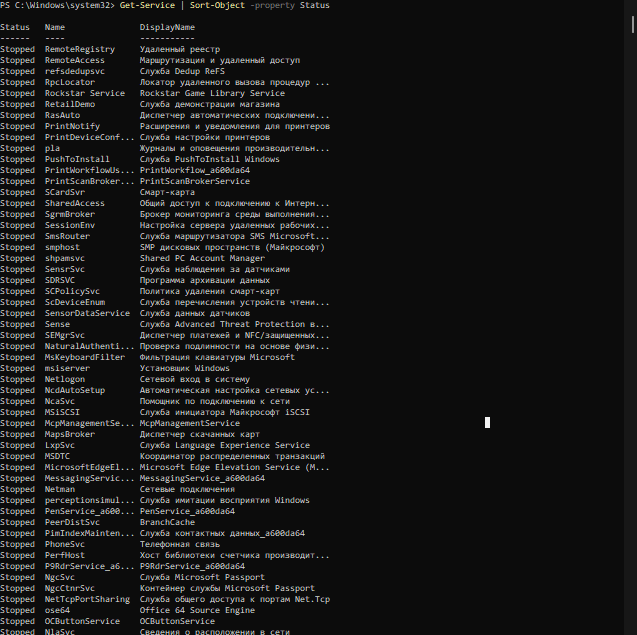 PS C:\Windows\system32> Get-Service | Sort-Object -property Status
Status Name DisplayName
------ ---- -----------
Stopped RemoteRegistry Удаленный реестр
Stopped RemoteAccess Маршрутизация и удаленный доступ
Stopped refsdedupsvc Служба Dedup ReFS
Stopped RpcLocator Локатор удаленного вызова процедур ...
Stopped Rockstar Service Rockstar Game Library Service
Stopped RetailDemo Служба демонстрации магазина
Stopped RasAuto Диспетчер автоматических подключени...
Stopped PrintNotify Расширения и уведомления для принтеров
Stopped PrintDeviceConf... Служба настройки принтеров
Stopped pla Журналы и оповещения производительн...
Stopped PushToInstall Служба PushToInstall Windows
Stopped PrintWorkflowUs... PrintWorkflow_a600da64
Stopped PrintScanBroker... PrintScanBrokerService
Stopped SCardSvr Смарт-карта
Stopped SharedAccess Общий доступ к подключению к Интерн...
Stopped SgrmBroker Брокер мониторинга среды выполнения...
Stopped SessionEnv Настройка сервера удаленных рабочих...
Stopped SmsRouter Служба маршрутизатора SMS Microsoft...
Stopped smphost SMP дисковых пространств (Майкрософт)
Stopped shpamsvc Shared PC Account Manager
Stopped SensrSvc Служба наблюдения за датчиками
Stopped SDRSVC Программа архивации данных
Stopped SCPolicySvc Политика удаления смарт-карт
Stopped ScDeviceEnum Служба перечисления устройств чтени...
Stopped SensorDataService Служба данных датчиков
Stopped Sense Служба Advanced Threat Protection в...
Stopped SEMgrSvc Диспетчер платежей и NFC/защищенных...
Stopped NaturalAuthenti... Проверка подлинности на основе физи...
Stopped MsKeyboardFilter Фильтрация клавиатуры Microsoft
Stopped msiserver Установщик Windows
Stopped Netlogon Сетевой вход в систему
Stopped NcdAutoSetup Автоматическая настройка сетевых ус...
Stopped NcaSvc Помощник по подключению к сети
Stopped MSiSCSI Служба инициатора Майкрософт iSCSI
Stopped McpManagementSe... McpManagementService
Stopped MapsBroker Диспетчер скачанных карт
Stopped LxpSvc Служба Language Experience Service
Stopped MSDTC Координатор распределенных транзакций
Stopped MicrosoftEdgeEl... Microsoft Edge Elevation Service (M...
Stopped MessagingServic... MessagingService_a600da64
Stopped Netman Сетевые подключения
Stopped perceptionsimul... Служба имитации восприятия Windows
Stopped PenService_a600... PenService_a600da64
Stopped PeerDistSvc BranchCache
Stopped PimIndexMainten... Служба контактных данных_a600da64
Stopped PhoneSvc Телефонная связь
Stopped PerfHost Хост библиотеки счетчика производит...
Stopped P9RdrService_a6... P9RdrService_a600da64
Stopped NgcSvc Служба Microsoft Passport
Stopped NgcCtnrSvc Контейнер службы Microsoft Passport
Stopped NetTcpPortSharing Служба общего доступа к портам Net.Tcp
Stopped ose64 Office 64 Source Engine
Stopped OCButtonService OCButtonService
Stopped NlaSvc Сведения о расположении в сети